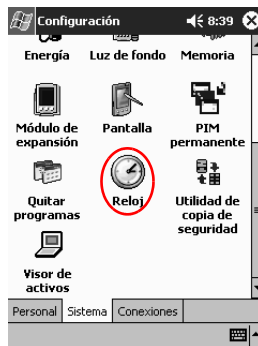 Configuración 8:39
Energía Luz de fondo Memoria
Módulo de expansión Pantalla PIM permanente
Quitar programas Reloj Utilidad de copia de seguridad
Visor de activos
Personal Sistema Conexiones